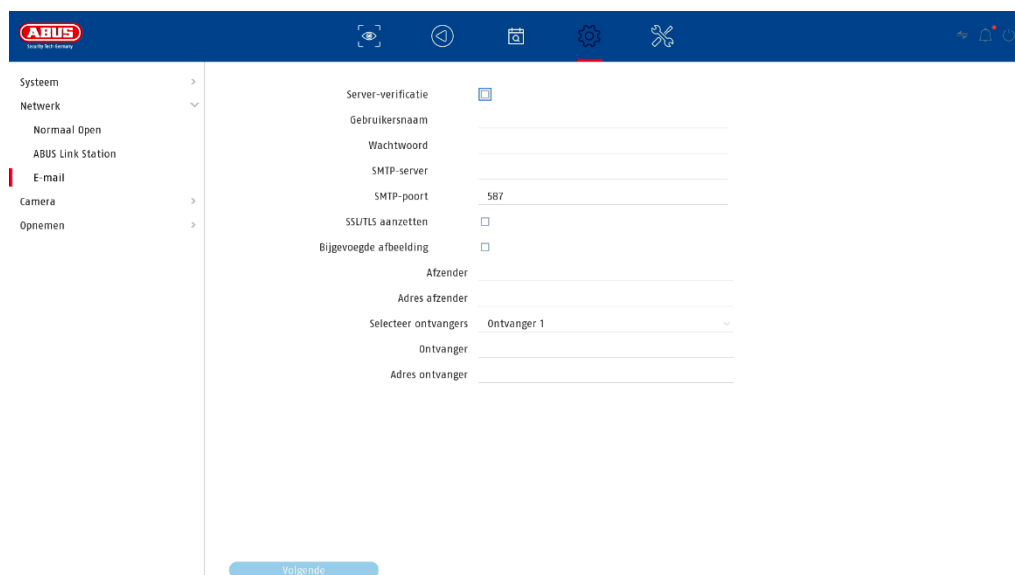 ABUS
Security Tech Germany
Systeem
Netwerk
Normaal Open
ABUS Link Station
E-mail
Camera
Opnemen
Server-verificatie
Gebruikersnaam
Wachtwoord
SMTP-server
SMTP-poort 587
SSL/TLS aanzetten
Bijgevoegde afbeelding
Afzender
Adres afzender
Selecteer ontvangers Ontvanger 1
Ontvanger
Adres ontvanger
Volgende